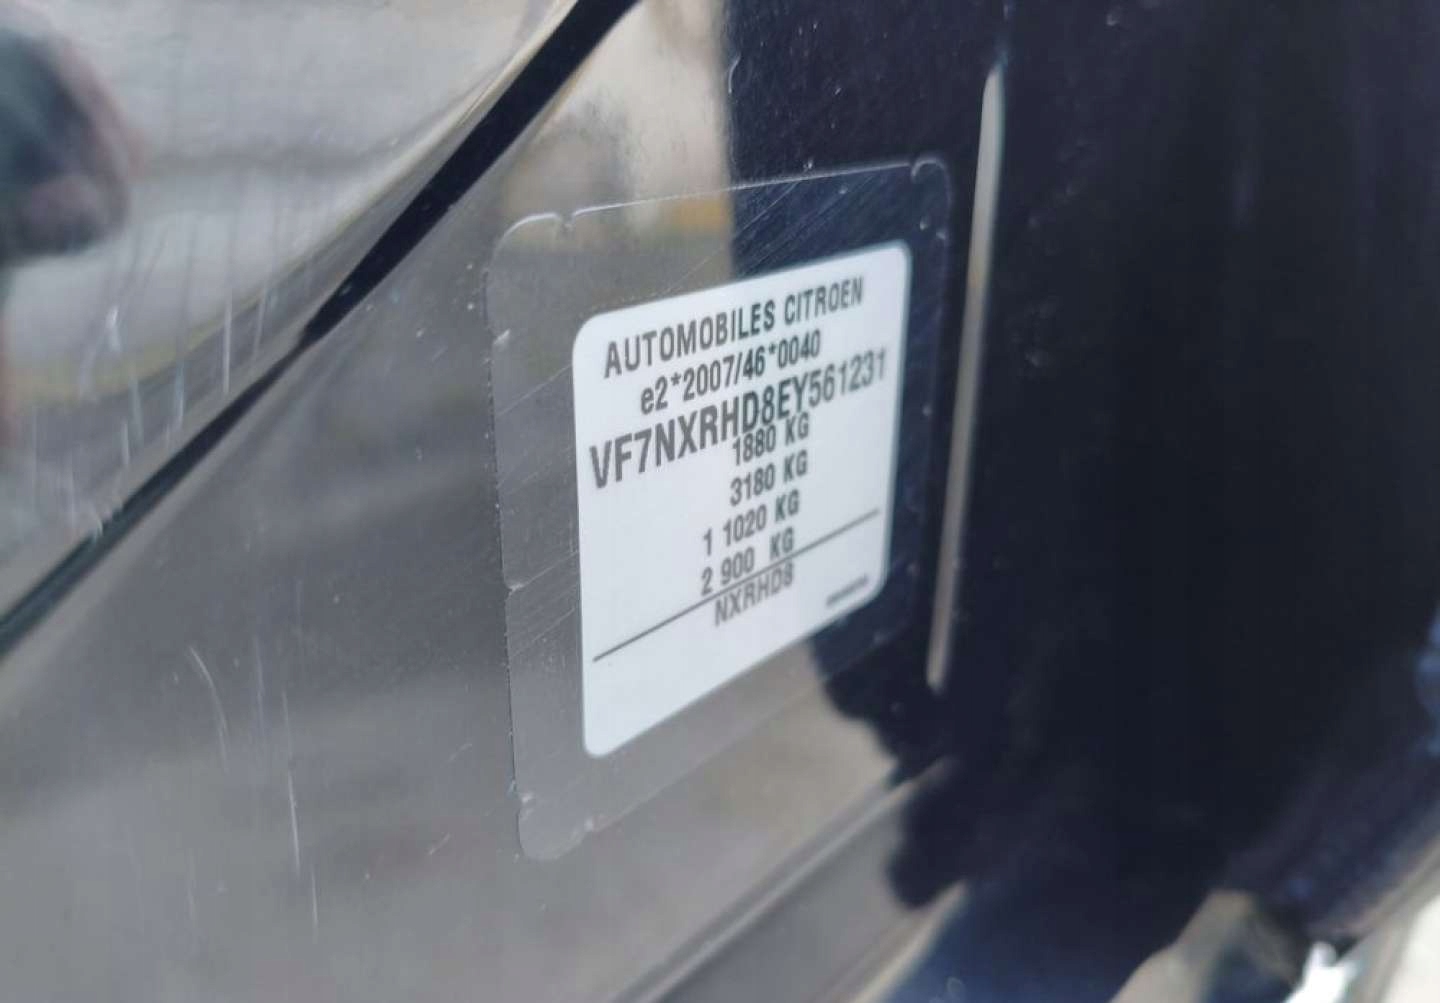 AUTOMOBILES CITROEN
e2*2007/46*0040
VF7NXRHD8EY561231
1880 KG
3180 KG
1 1020 KG
2 900 KG
NXRHD8